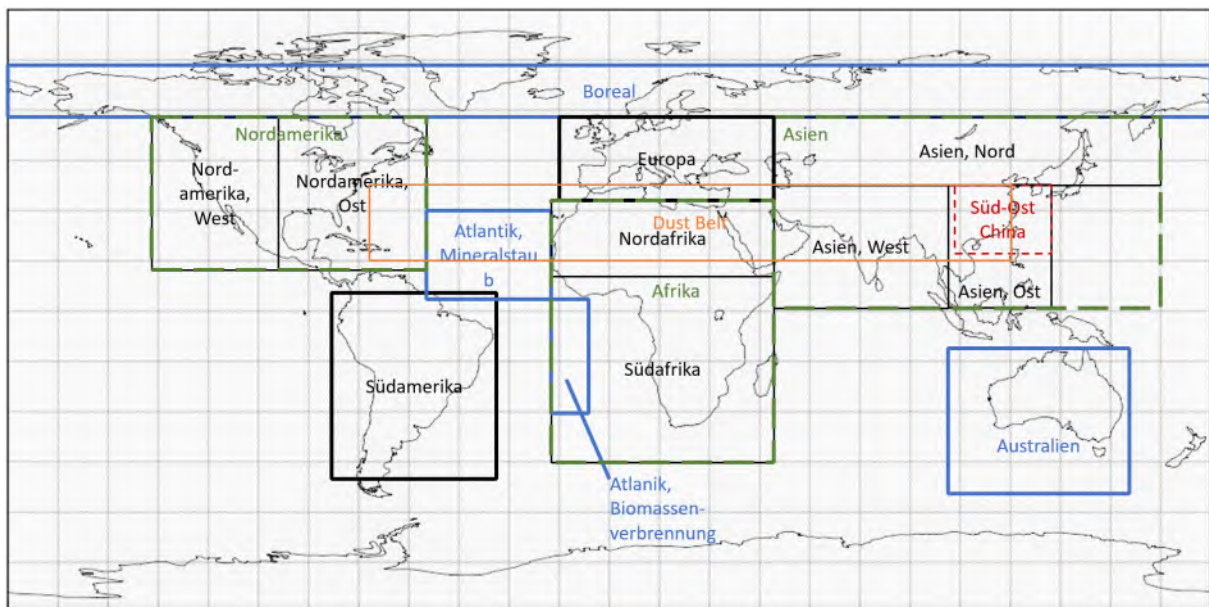 Boreal
Nordamerika
Asien
Europa
Asien, Nord
Nord-
amerika,
West
Nordamerika,
Ost
Süd-Ost
China
Dust Belt
Atlantik,
Mineralstau
b
Nordafrika
Asien, West
Afrika
Asien, Ost
Südamerika
Südafrika
Australien
Atlanik,
Biomassen-
verbrennung